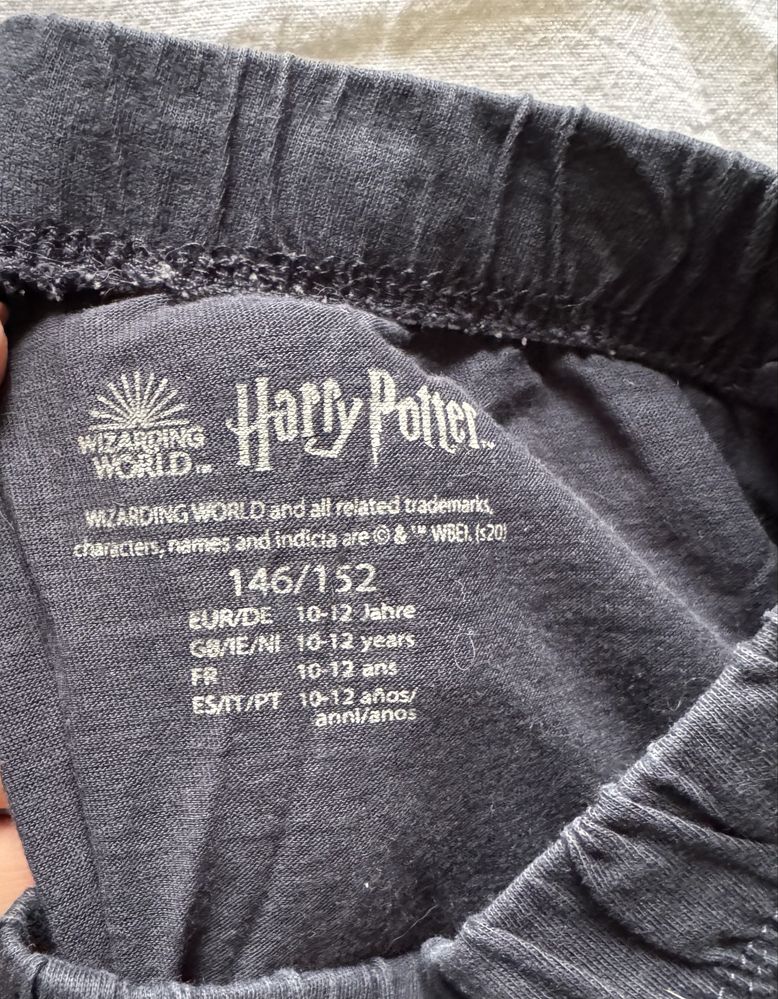 WIZARDING
WORLD™
Harry Potter™
WIZARDING WORLD and all related trademarks,
characters, names and indicia are © & ™ WBEI. (s20)
146/152
EUR/DE 10-12 Jahre
GB/IE/NI 10-12 years
FR 10-12 ans
ES/IT/PT 10-12 años/
anni/anos